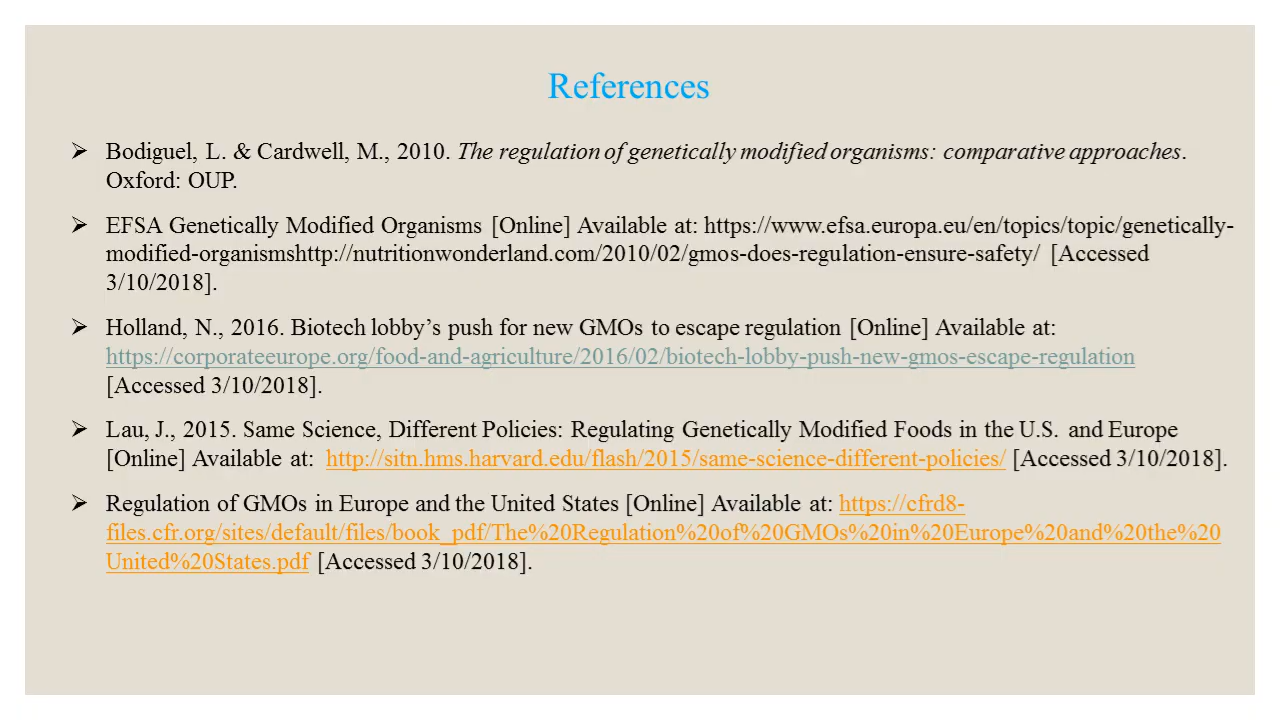 References
➢ Bodiguel, L. & Cardwell, M., 2010. The regulation of genetically modified organisms: comparative approaches.
Oxford: OUP.
➢ EFSA Genetically Modified Organisms [Online] Available at: https://www.efsa.europa.eu/en/topics/topic/genetically-
modified-organismshttp://nutritionwonderland.com/2010/02/gmos-does-regulation-ensure-safety/ [Accessed
3/10/2018].
➢ Holland, N., 2016. Biotech lobby’s push for new GMOs to escape regulation [Online] Available at:
https://corporateeurope.org/food-and-agriculture/2016/02/biotech-lobby-push-new-gmos-escape-regulation
[Accessed 3/10/2018].
➢ Lau, J., 2015. Same Science, Different Policies: Regulating Genetically Modified Foods in the U.S. and Europe
[Online] Available at: http://sitn.hms.harvard.edu/flash/2015/same-science-different-policies/ [Accessed 3/10/2018].
➢ Regulation of GMOs in Europe and the United States [Online] Available at: https://cfrd8-
files.cfr.org/sites/default/files/book_pdf/The%20Regulation%20of%20GMOs%20in%20Europe%20and%20the%20
United%20States.pdf [Accessed 3/10/2018].